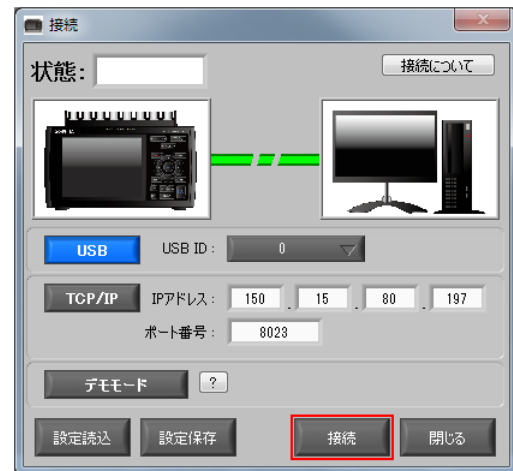 接続
状態:
接続について
USB USB ID : 0
TCP/IP IPアドレス : 150 . 15 . 80 . 197
ポート番号 : 8023
デモモード ?
設定読込 設定保存 接続 閉じる